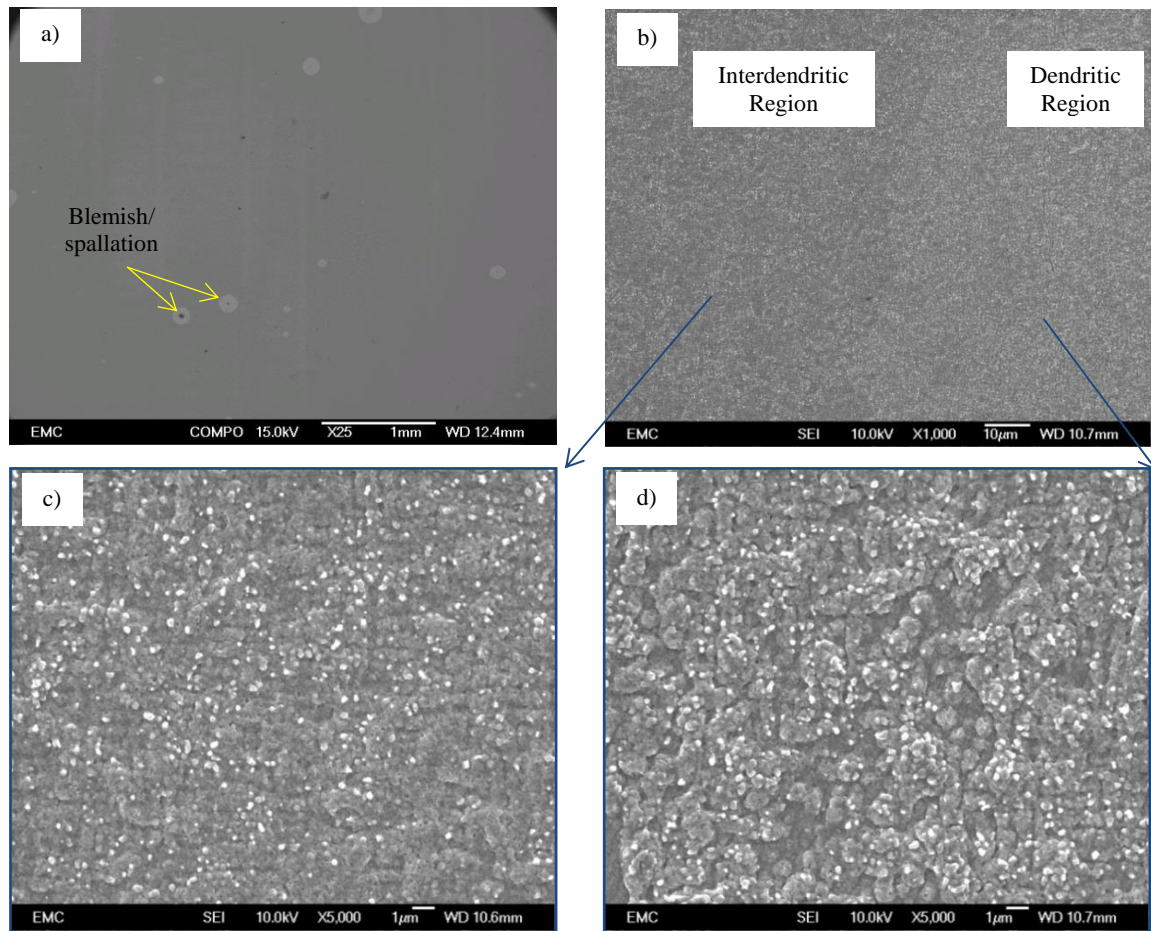 a)
Blemish/
spallation
EMC COMPO 15.0kV X25 1mm WD 12.4mm
b)
Interdendritic
Region
Dendritic
Region
EMC SEI 10.0kV X1,000 10µm WD 10.7mm
c)
EMC SEI 10.0kV X5,000 1µm WD 10.6mm
d)
EMC SEI 10.0kV X5,000 1µm WD 10.7mm